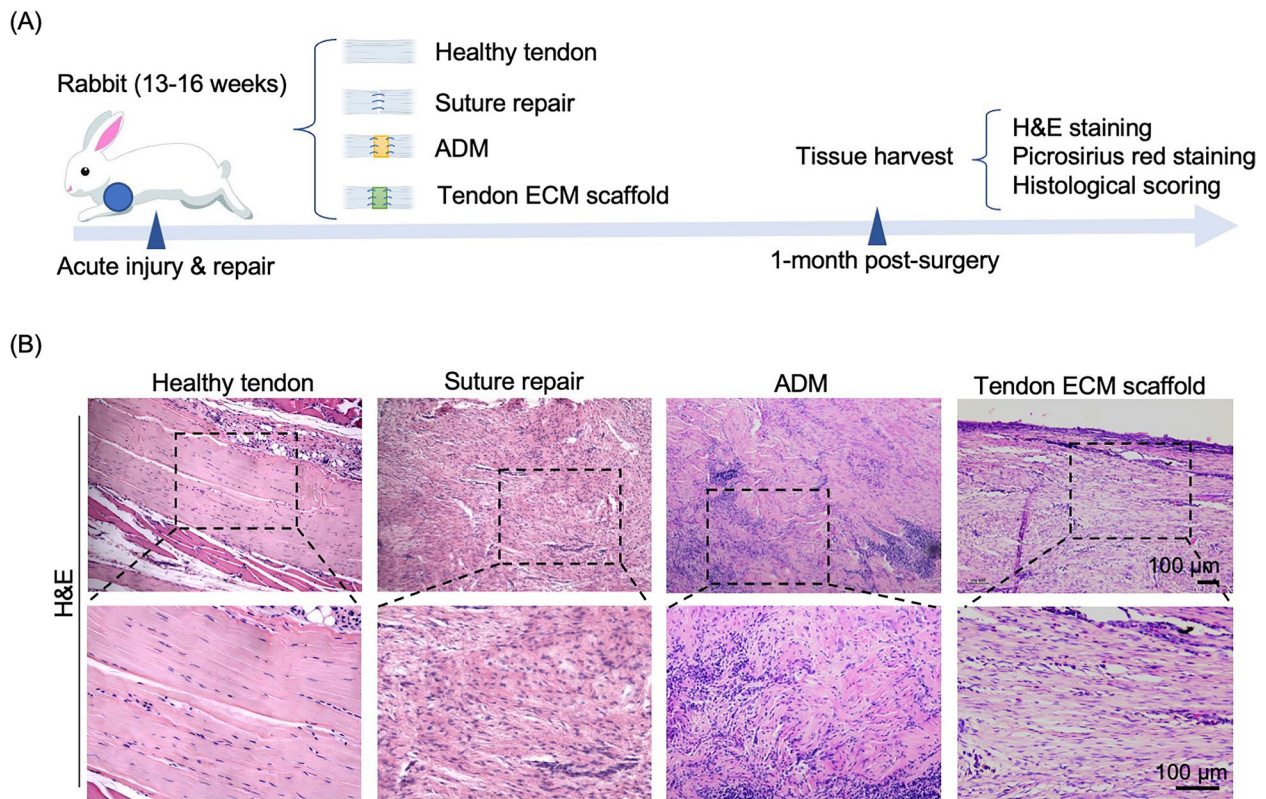 (A)
Rabbit (13-16 weeks)
Healthy tendon
Suture repair
ADM
Tendon ECM scaffold
Tissue harvest
H&E staining
Picrosirius red staining
Histological scoring
Acute injury & repair
1-month post-surgery
(B)
Healthy tendon
Suture repair
ADM
Tendon ECM scaffold
H&E
100 µm
100 µm